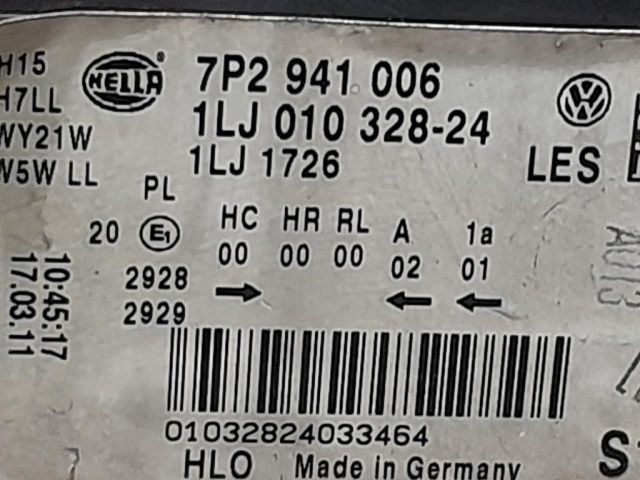 H15
H7LL
WY21W
W5W LL
HELLA
7P2 941 006
1LJ 010 328-24
1LJ 1726
LES
PL
20 E1
HC HR RL A 1a
00 00 00 02 01
2928
2929
10:45:17
17.03.11
01032824033464
HLO Made in Germany